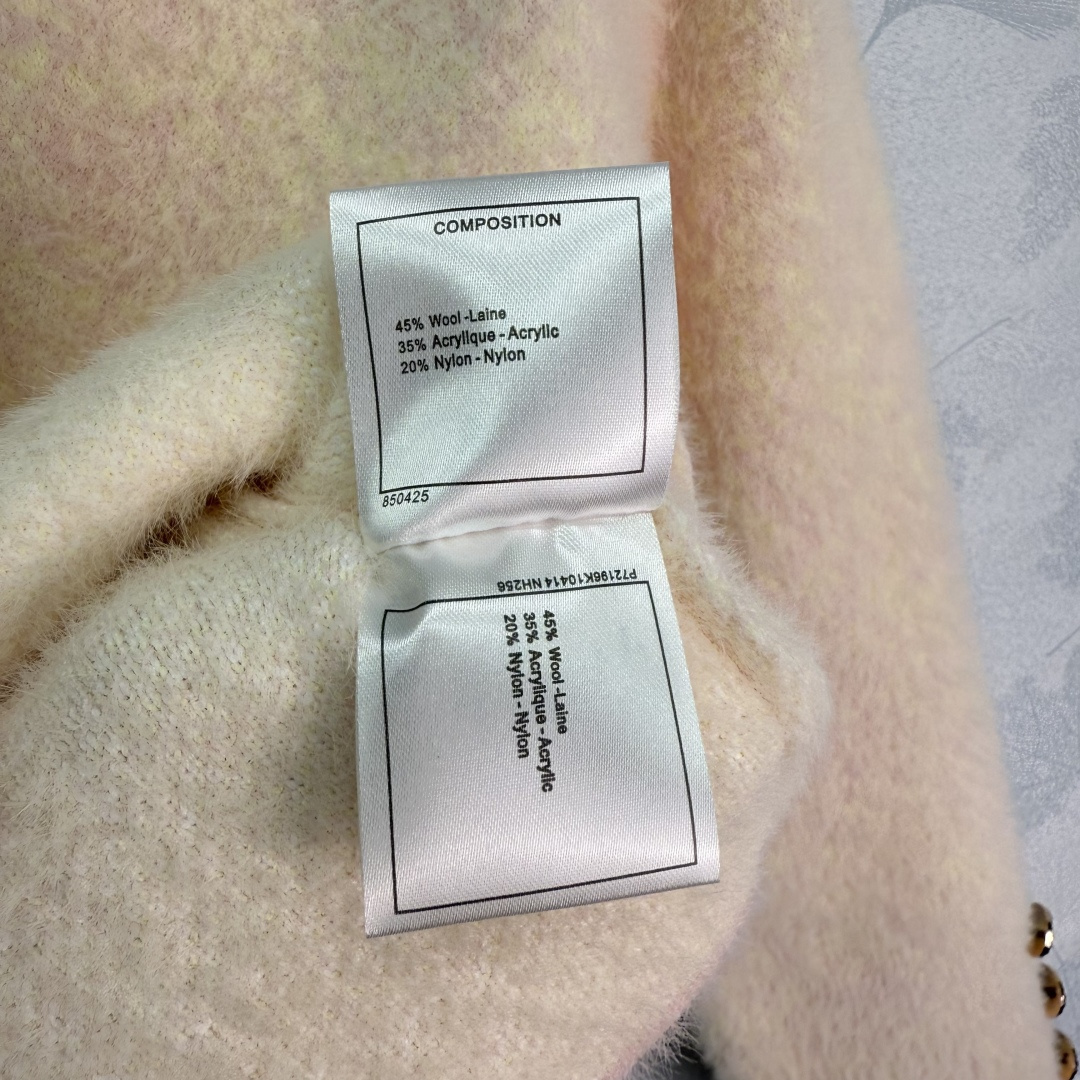 COMPOSITION
45% Wool-Laine
35% Acrylique - Acrylic
20% Nylon - Nylon
850425
P72196K10414 NH256
45% Wool-Laine
35% Acrylique - Acrylic
20% Nylon - Nylon